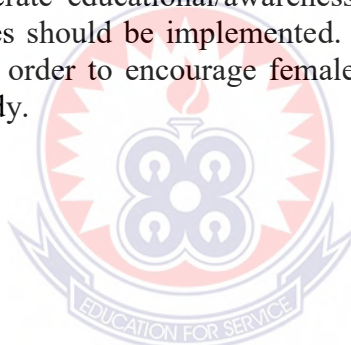 erate educational/awareness
es should be implemented.
order to encourage female
dy.
EDUCATION FOR SERVICE